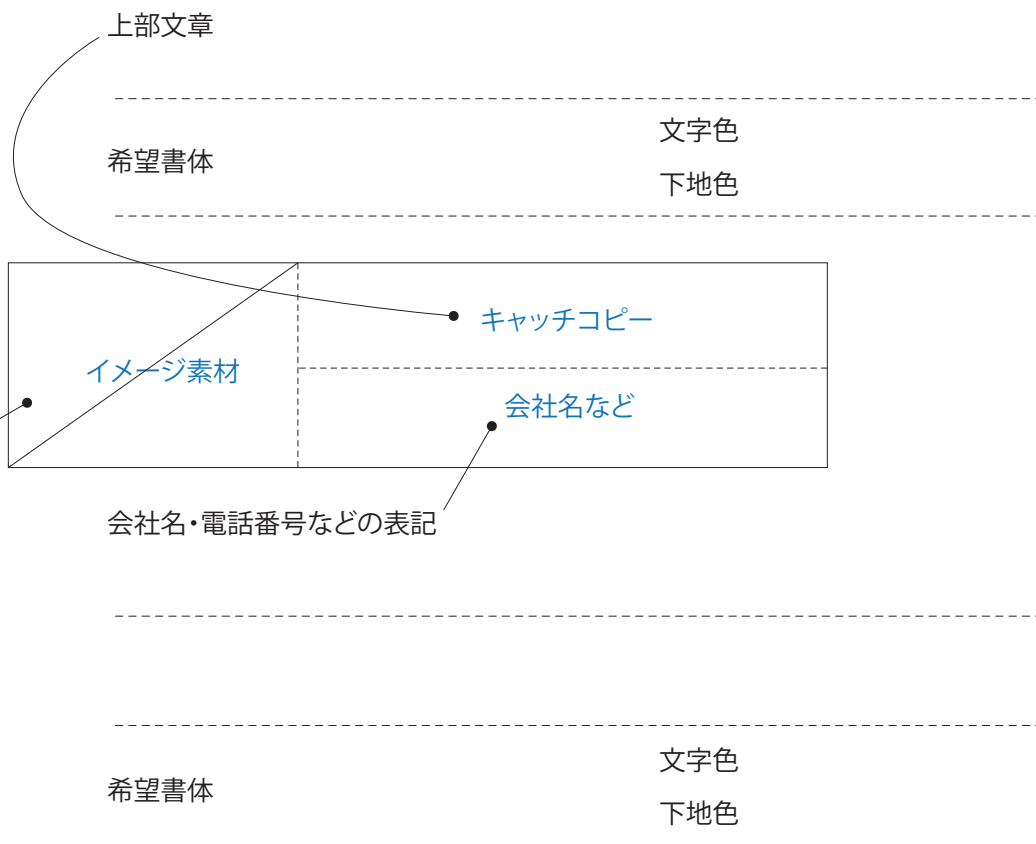 上部文章
文字色
希望書体
下地色
キャッチコピー
イメージ素材
会社名など
会社名・電話番号などの表記
文字色
希望書体
下地色